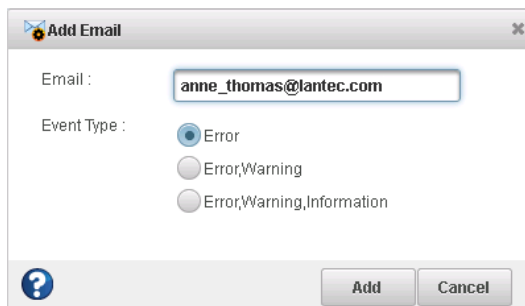 Add Email
Email : anne_thomas@lantec.com
Event Type : Error
Error,Warning
Error,Warning,Information
? Add Cancel